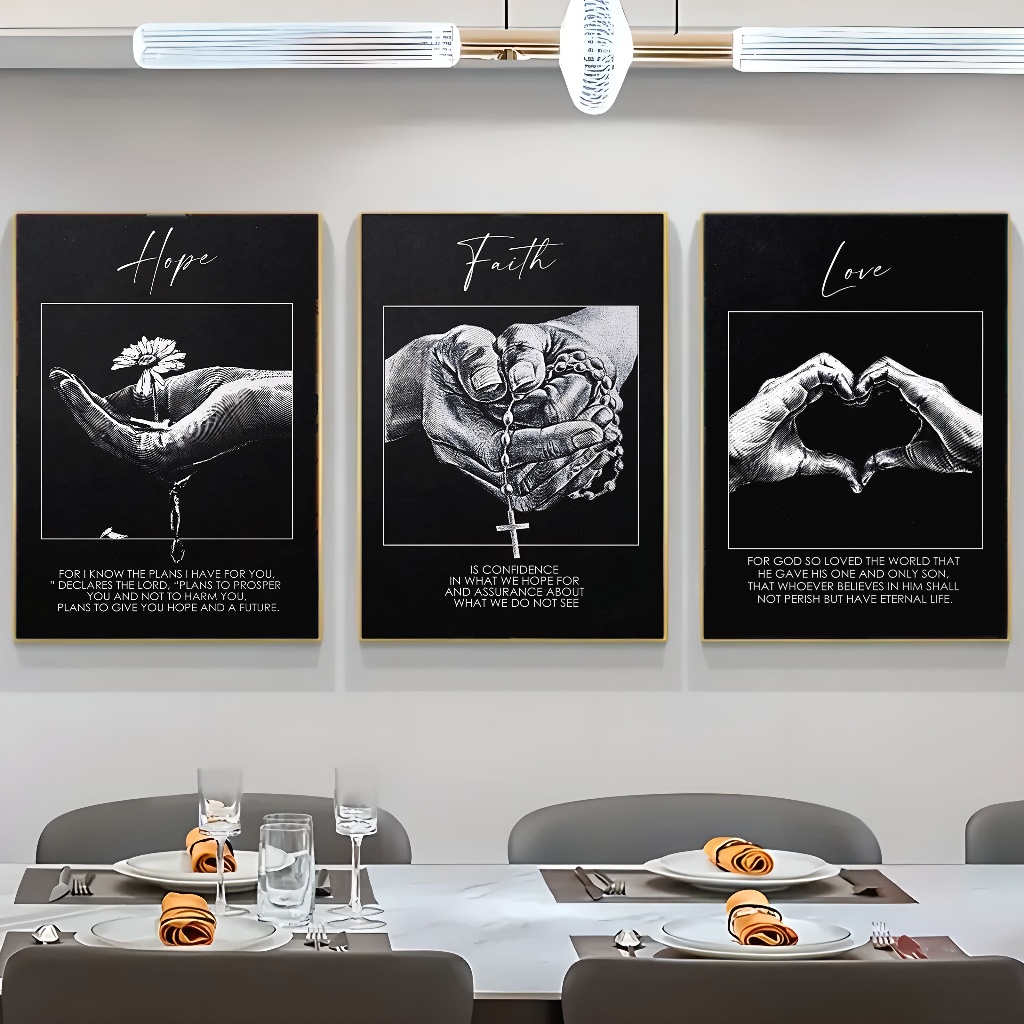 Hope
FOR I KNOW THE PLANS I HAVE FOR YOU,
” DECLARES THE LORD, “PLANS TO PROSPER
YOU AND NOT TO HARM YOU,
PLANS TO GIVE YOU HOPE AND A FUTURE.
Faith
IS CONFIDENCE
IN WHAT WE HOPE FOR
AND ASSURANCE ABOUT
WHAT WE DO NOT SEE
Love
FOR GOD SO LOVED THE WORLD THAT
HE GAVE HIS ONE AND ONLY SON,
THAT WHOEVER BELIEVES IN HIM SHALL
NOT PERISH BUT HAVE ETERNAL LIFE.